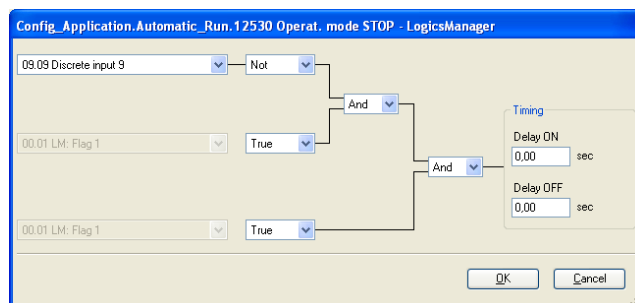 Config_Application.Automatic_Run.12530 Operat. mode STOP - LogicsManager
09.09 Discrete input 9
Not
And
Timing
00.01 LM: Flag 1
True
Delay ON
0,00 sec
And
Delay OFF
0,00 sec
00.01 LM: Flag 1
True
OK
Cancel